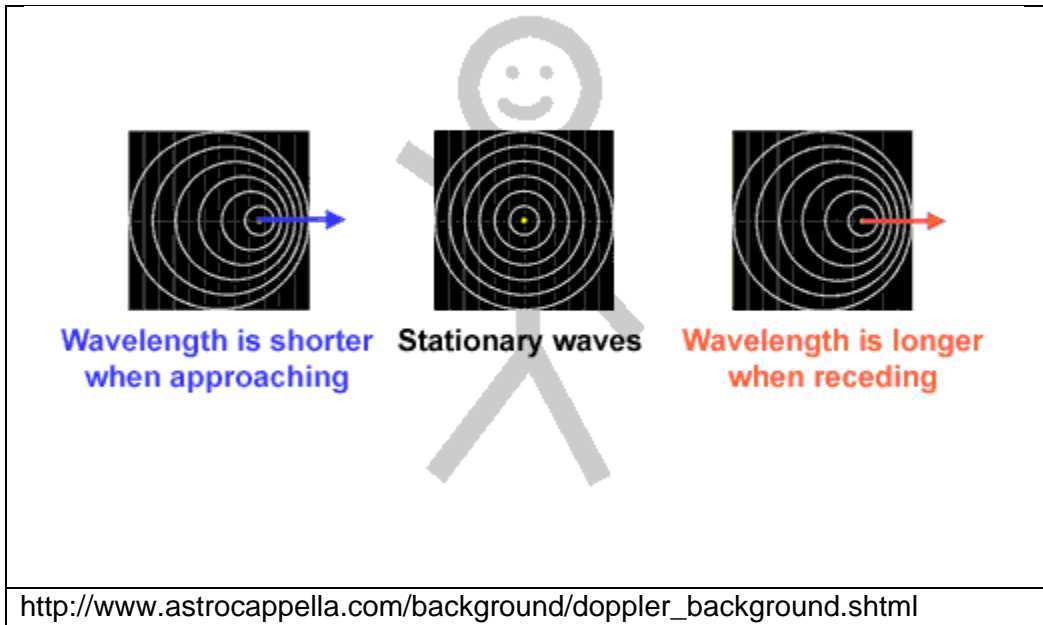 Wavelength is shorter
when approaching
Stationary waves
Wavelength is longer
when receding
http://www.astrocappella.com/background/doppler_background.shtml